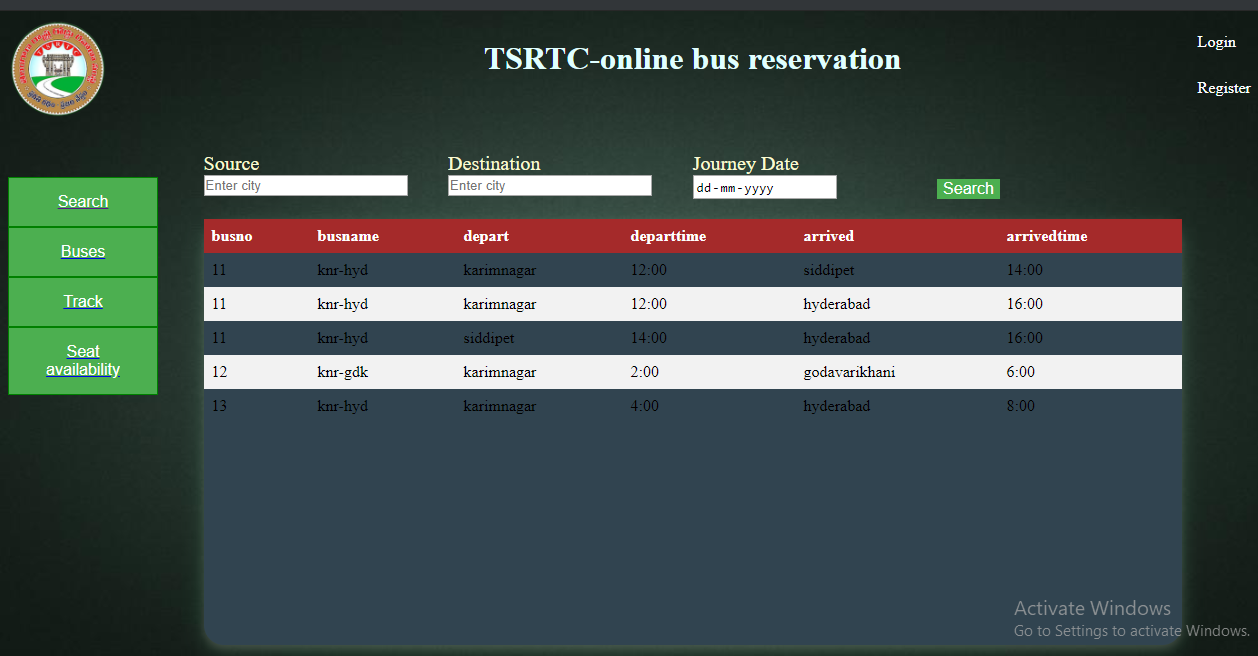 TSRTC
TSRTC-online bus reservation
Login
Register
Source
Destination
Journey Date
Enter city
Enter city
dd-mm-yyyy
Search
Search
Buses
Track
Seat
availability
busno busname depart departtime arrived arrivedtime
11 knr-hyd karimnagar 12:00 siddipet 14:00
11 knr-hyd karimnagar 12:00 hyderabad 16:00
11 knr-hyd siddipet 14:00 hyderabad 16:00
12 knr-gdk karimnagar 2:00 godavarikhani 6:00
13 knr-hyd karimnagar 4:00 hyderabad 8:00
Activate Windows
Go to Settings to activate Windows.